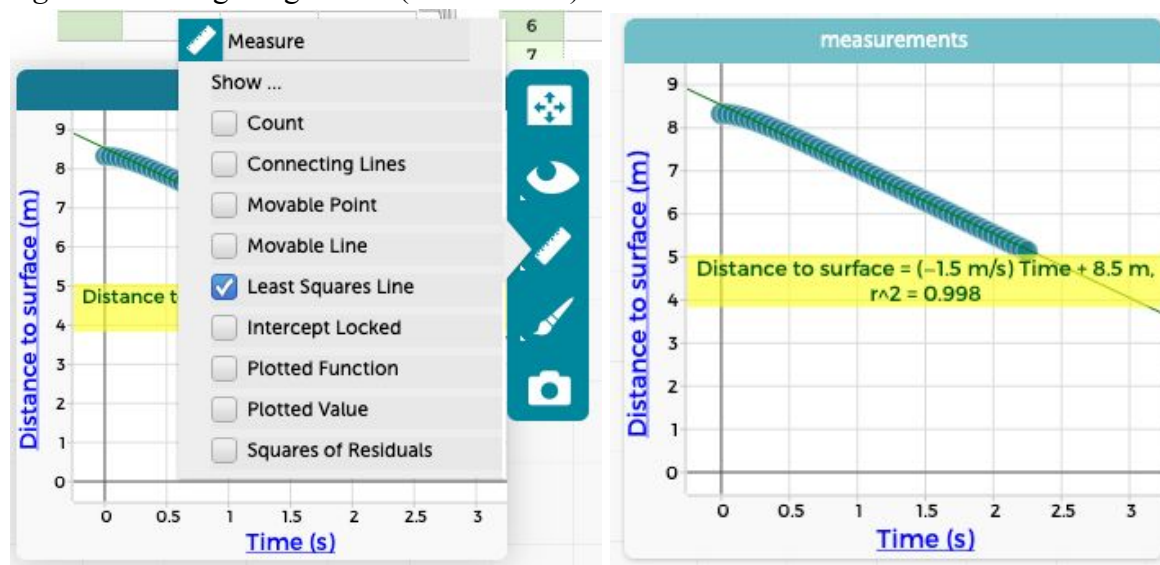 6
7
Measure
Show ...
Count
Connecting Lines
Movable Point
Movable Line
Least Squares Line
Intercept Locked
Plotted Function
Plotted Value
Squares of Residuals
9
8
7
6
5
4
3
2
1
0
Distance to surface (m)
Distance t
0 0.5 1 1.5 2 2.5 3
Time (s)
measurements
9
8
7
6
5
4
3
2
1
0
Distance to surface (m)
Distance to surface = (−1.5 m/s) Time + 8.5 m,
r^2 = 0.998
0 0.5 1 1.5 2 2.5 3
Time (s)